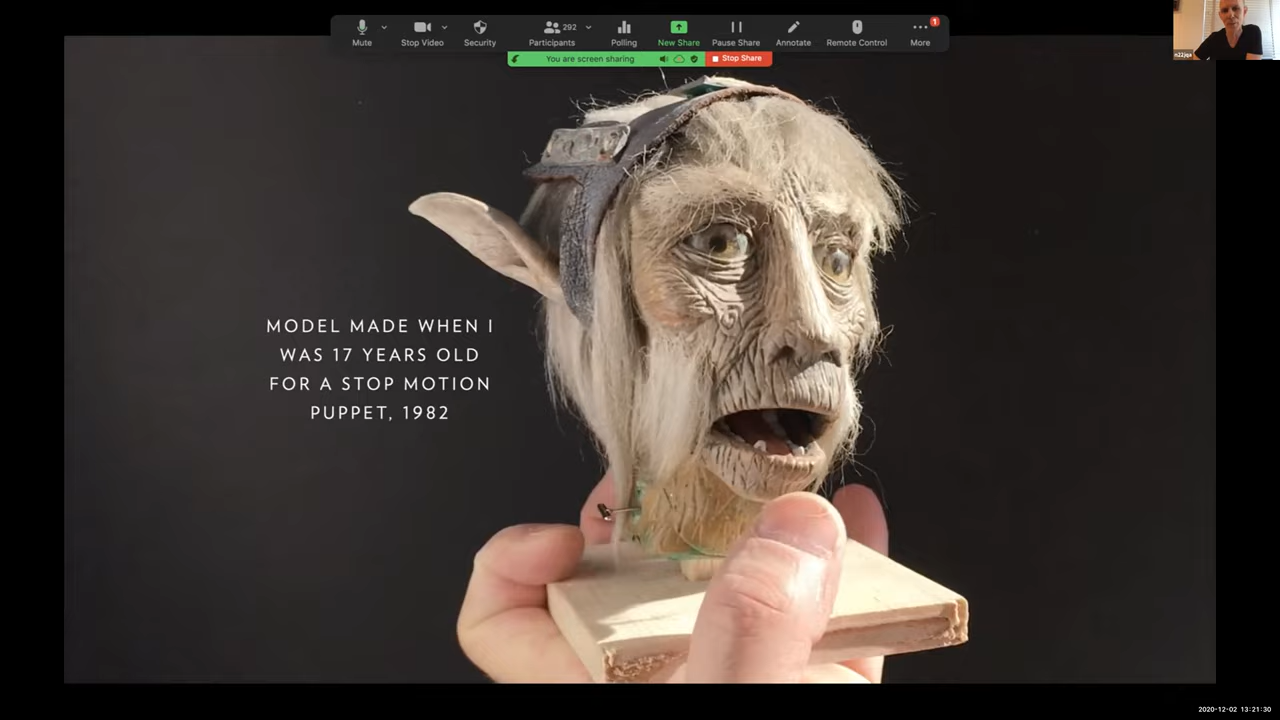 Mute
Stop Video
Security
Participants
292
Polling
New Share
Pause Share
Annotate
Remote Control
More
1
You are screen sharing
Stop Share
MODEL MADE WHEN I
WAS 17 YEARS OLD
FOR A STOP MOTION
PUPPET, 1982
2020-12-02 13:21:30